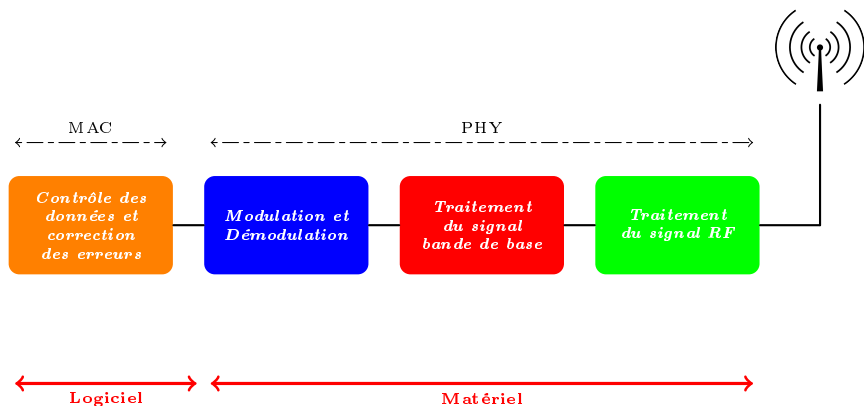 MAC
PHY
Contrôle des
données et
correction
des erreurs
Modulation et
Démodulation
Traitement
du signal
bande de base
Traitement
du signal RF
Logiciel
Matériel